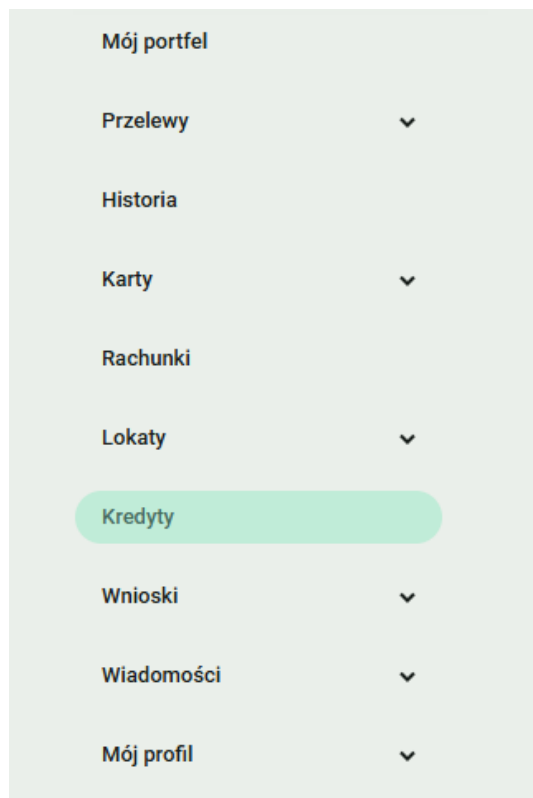 Mój portfel
Przelewy
Historia
Karty
Rachunki
Lokaty
Kredyty
Wnioski
Wiadomości
Mój profil